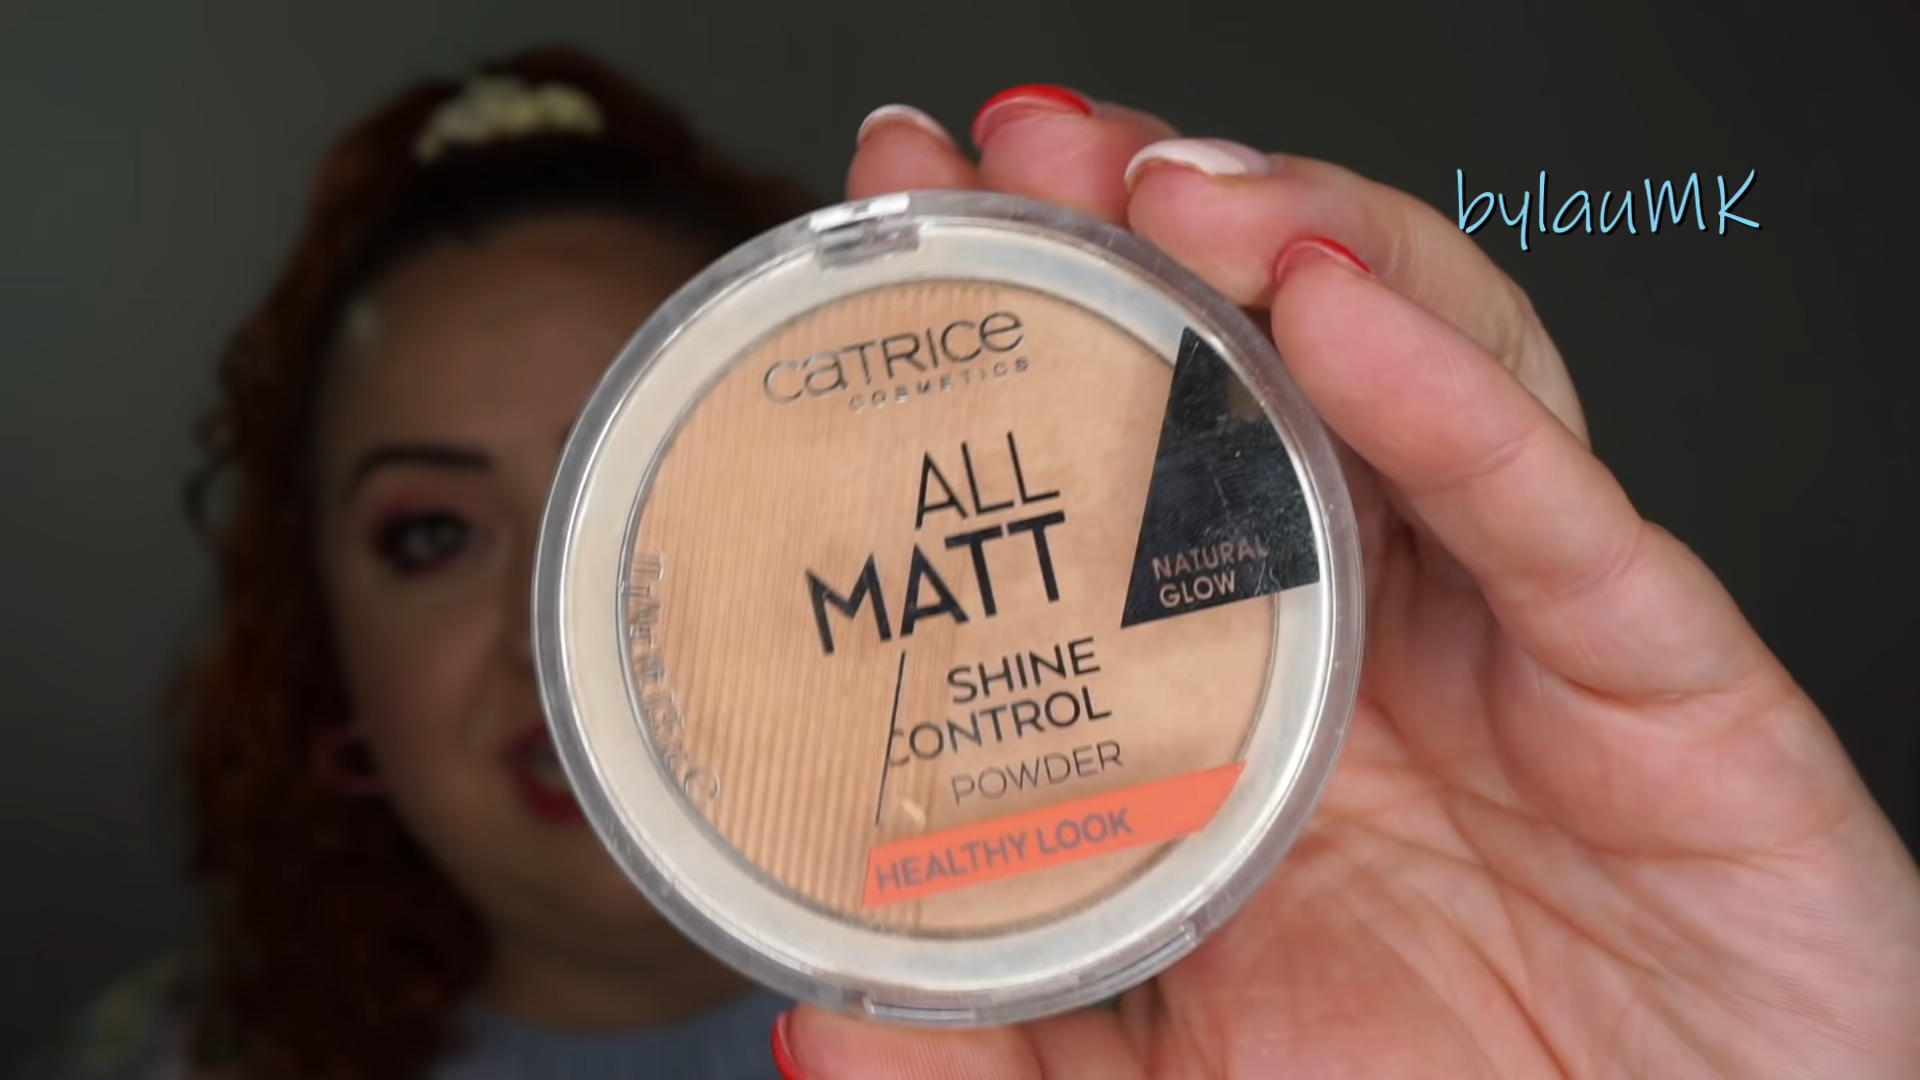 bylauMK
CATRICE
COSMETICS
ALL
MATT
NATURAL
GLOW
SHINE
CONTROL
POWDER
HEALTHY LOOK